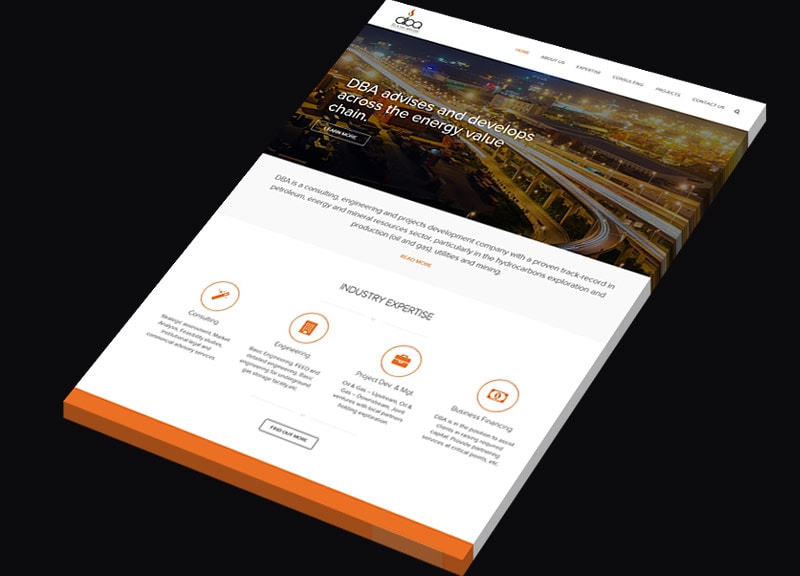 dba
HOME ABOUT US EXPERTISE CONSULTING PROJECTS CONTACT US
DBA advises and develops
across the energy value
chain.
LEARN MORE
DBA is a consulting, engineering and projects development company with a proven track-record in
petroleum, energy and mineral resources sector, particularly in the hydrocarbons exploration and
production (oil and gas), utilities and mining.
READ MORE
INDUSTRY EXPERTISE
Consulting
Strategic assessment, Market
Analysis, Feasibility studies,
Institutional legal and
commercial advisory services
Engineering
Basic Engineering, FEED and
detailed engineering. Basic
engineering for underground
gas storage facility etc.
Project Dev. & Mgt.
Oil & Gas – Upstream, Oil &
Gas – Downstream, Joint
ventures with local partners
holding exploration.
Business Financing
DBA is in the position to assist
clients in raising required
capital. Provide partnering
services at critical points, etc.
FIND OUT MORE